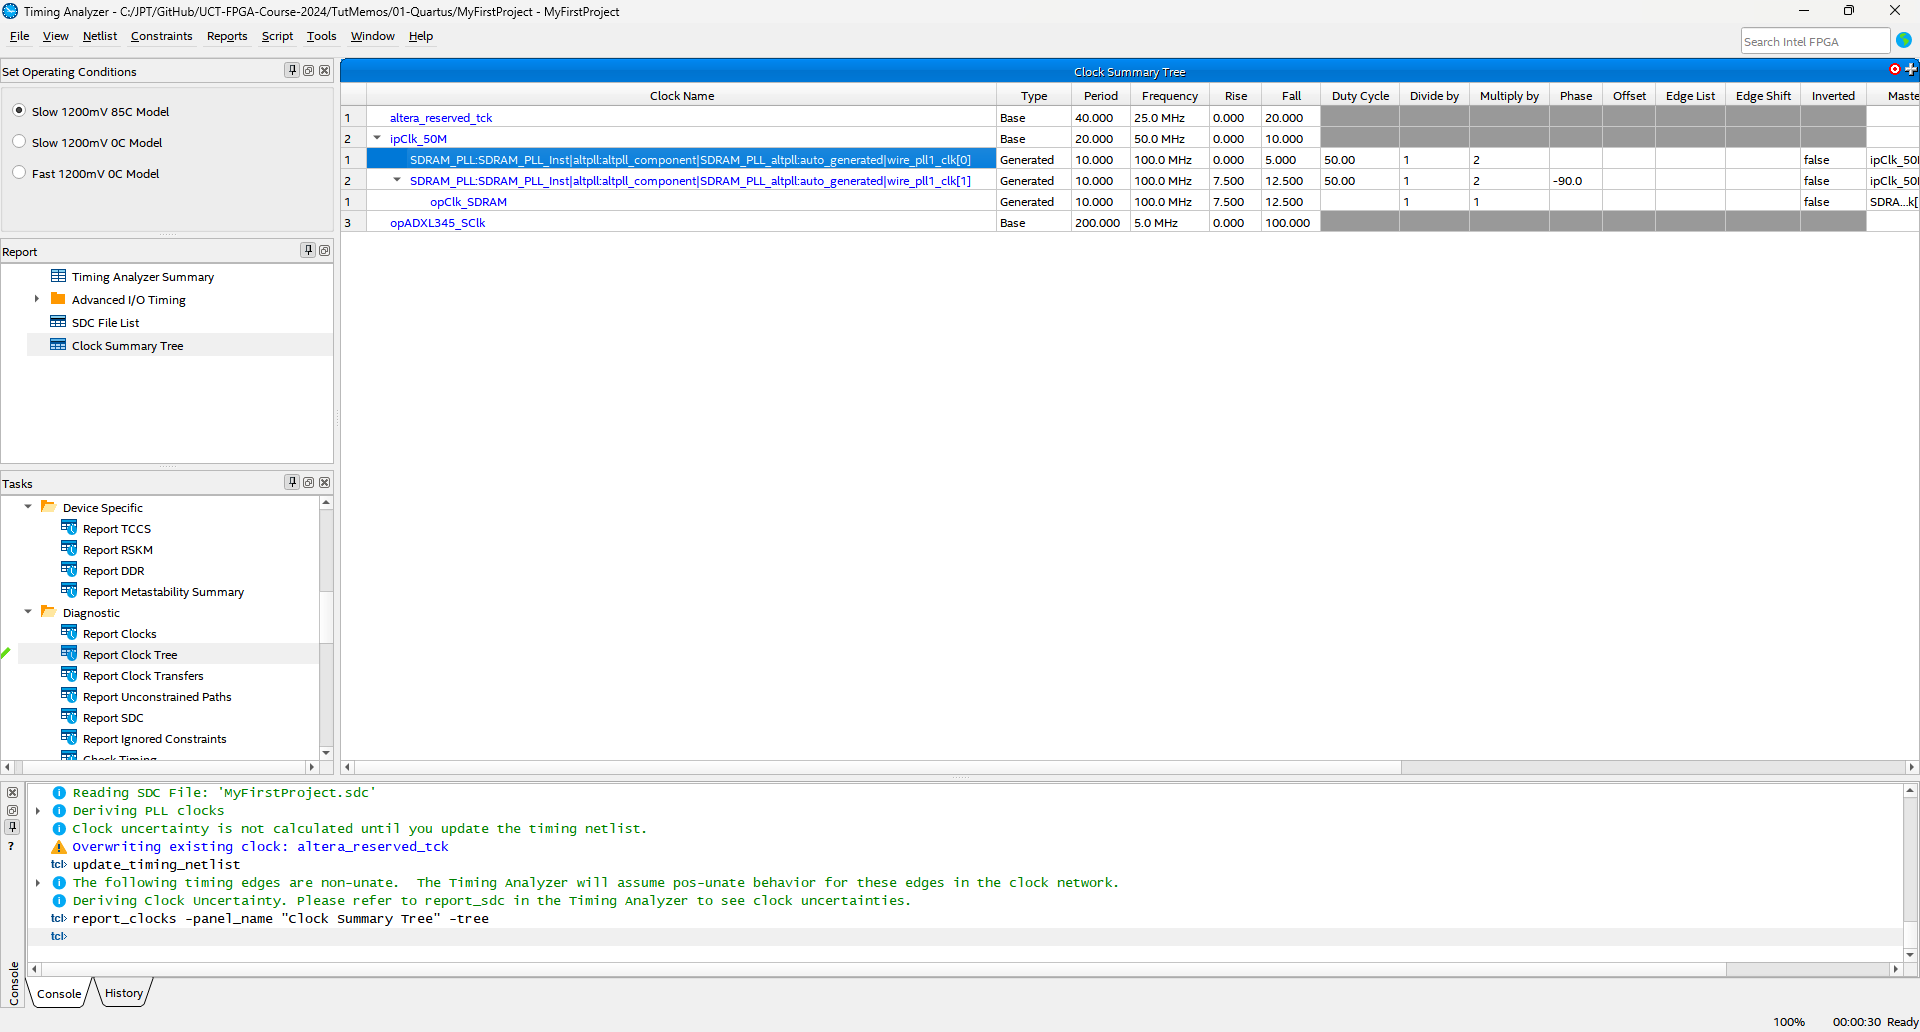 Timing Analyzer - C:/JPT/GitHub/UCT-FPGA-Course-2024/TutMemos/01-Quartus/MyFirstProject - MyFirstProject
File View Netlist Constraints Reports Script Tools Window Help
Search Intel FPGA
Set Operating Conditions
Slow 1200mV 85C Model
Slow 1200mV 0C Model
Fast 1200mV 0C Model
Report
Timing Analyzer Summary
Advanced I/O Timing
SDC File List
Clock Summary Tree
Tasks
Device Specific
Report TCCS
Report RSKM
Report DDR
Report Metastability Summary
Diagnostic
Report Clocks
Report Clock Tree
Report Clock Transfers
Report Unconstrained Paths
Report SDC
Report Ignored Constraints
Check Timing
Clock Summary Tree
Clock Name Type Period Frequency Rise Fall Duty Cycle Divide by Multiply by Phase Offset Edge List Edge Shift Inverted Maste
1 altera_reserved_tck Base 40.000 25.0 MHz 0.000 20.000
2 ipClk_50M Base 20.000 50.0 MHz 0.000 10.000
1 SDRAM_PLL:SDRAM_PLL_Inst|altpll:altpll_component|SDRAM_PLL_altpll:auto_generated|wire_pll1_clk[0] Generated 10.000 100.0 MHz 0.000 5.000 50.00 1 2 false ipClk_50
2 SDRAM_PLL:SDRAM_PLL_Inst|altpll:altpll_component|SDRAM_PLL_altpll:auto_generated|wire_pll1_clk[1] Generated 10.000 100.0 MHz 7.500 12.500 50.00 1 2 -90.0 false ipClk_50
1 opClk_SDRAM Generated 10.000 100.0 MHz 7.500 12.500 1 1 false SDRA...k[
3 opADXL345_SClk Base 200.000 5.0 MHz 0.000 100.000
Reading SDC File: 'MyFirstProject.sdc'
Deriving PLL clocks
Clock uncertainty is not calculated until you update the timing netlist.
Overwriting existing clock: altera_reserved_tck
tcl> update_timing_netlist
The following timing edges are non-unate.  The Timing Analyzer will assume pos-unate behavior for these edges in the clock network.
Deriving Clock Uncertainty. Please refer to report_sdc in the Timing Analyzer to see clock uncertainties.
tcl> report_clocks -panel_name "Clock Summary Tree" -tree
tcl>
Console
Console History
100% 00:00:30 Ready